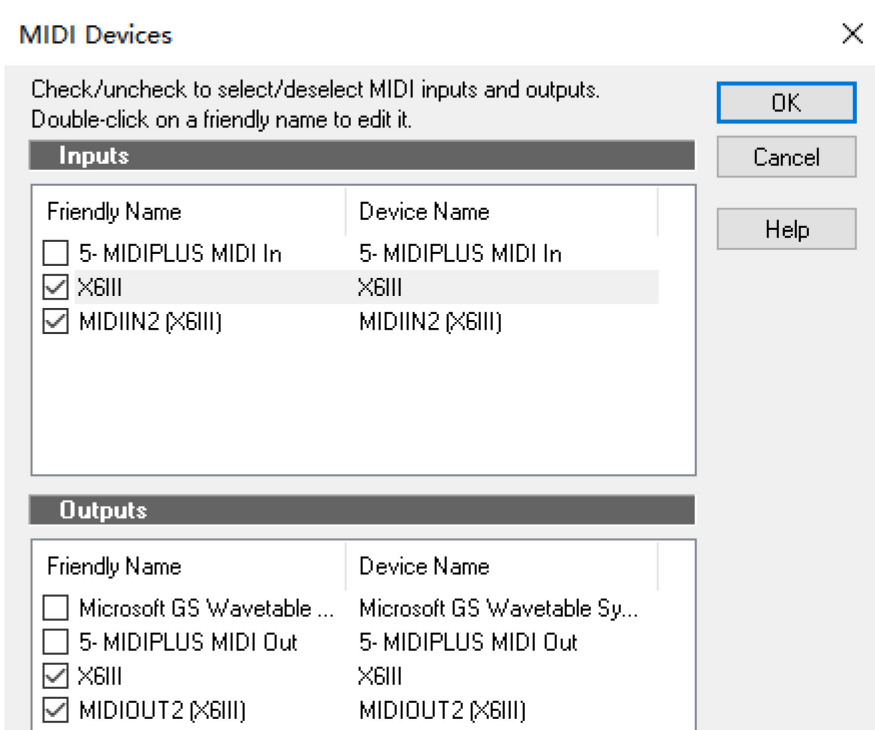 MIDI Devices
Check/uncheck to select/deselect MIDI inputs and outputs.
Double-click on a friendly name to edit it.
OK
Cancel
Help
Inputs
Friendly Name Device Name
5- MIDIPLUS MIDI In 5- MIDIPLUS MIDI In
X6III X6III
MIDIIN2 (X6III) MIDIIN2 (X6III)
Outputs
Friendly Name Device Name
Microsoft GS Wavetable ... Microsoft GS Wavetable Sy...
5- MIDIPLUS MIDI Out 5- MIDIPLUS MIDI Out
X6III X6III
MIDIOUT2 (X6III) MIDIOUT2 (X6III)